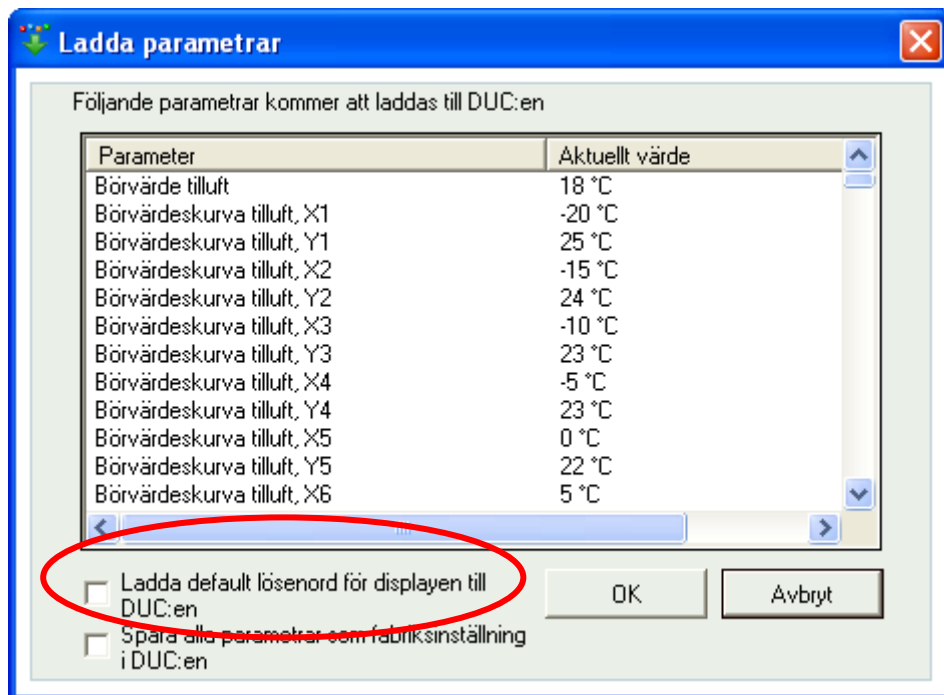 Ladda parametrar
Följande parametrar kommer att laddas till DUC:en
Parameter Aktuellt värde
Börvärde tilluft 18 °C
Börvärdeskurva tilluft, X1 -20 °C
Börvärdeskurva tilluft, Y1 25 °C
Börvärdeskurva tilluft, X2 -15 °C
Börvärdeskurva tilluft, Y2 24 °C
Börvärdeskurva tilluft, X3 -10 °C
Börvärdeskurva tilluft, Y3 23 °C
Börvärdeskurva tilluft, X4 -5 °C
Börvärdeskurva tilluft, Y4 23 °C
Börvärdeskurva tilluft, X5 0 °C
Börvärdeskurva tilluft, Y5 22 °C
Börvärdeskurva tilluft, X6 5 °C
Ladda default lösenord för displayen till
DUC:en
OK Avbryt
Spara alla parametrar som fabriksinställning
i DUC:en